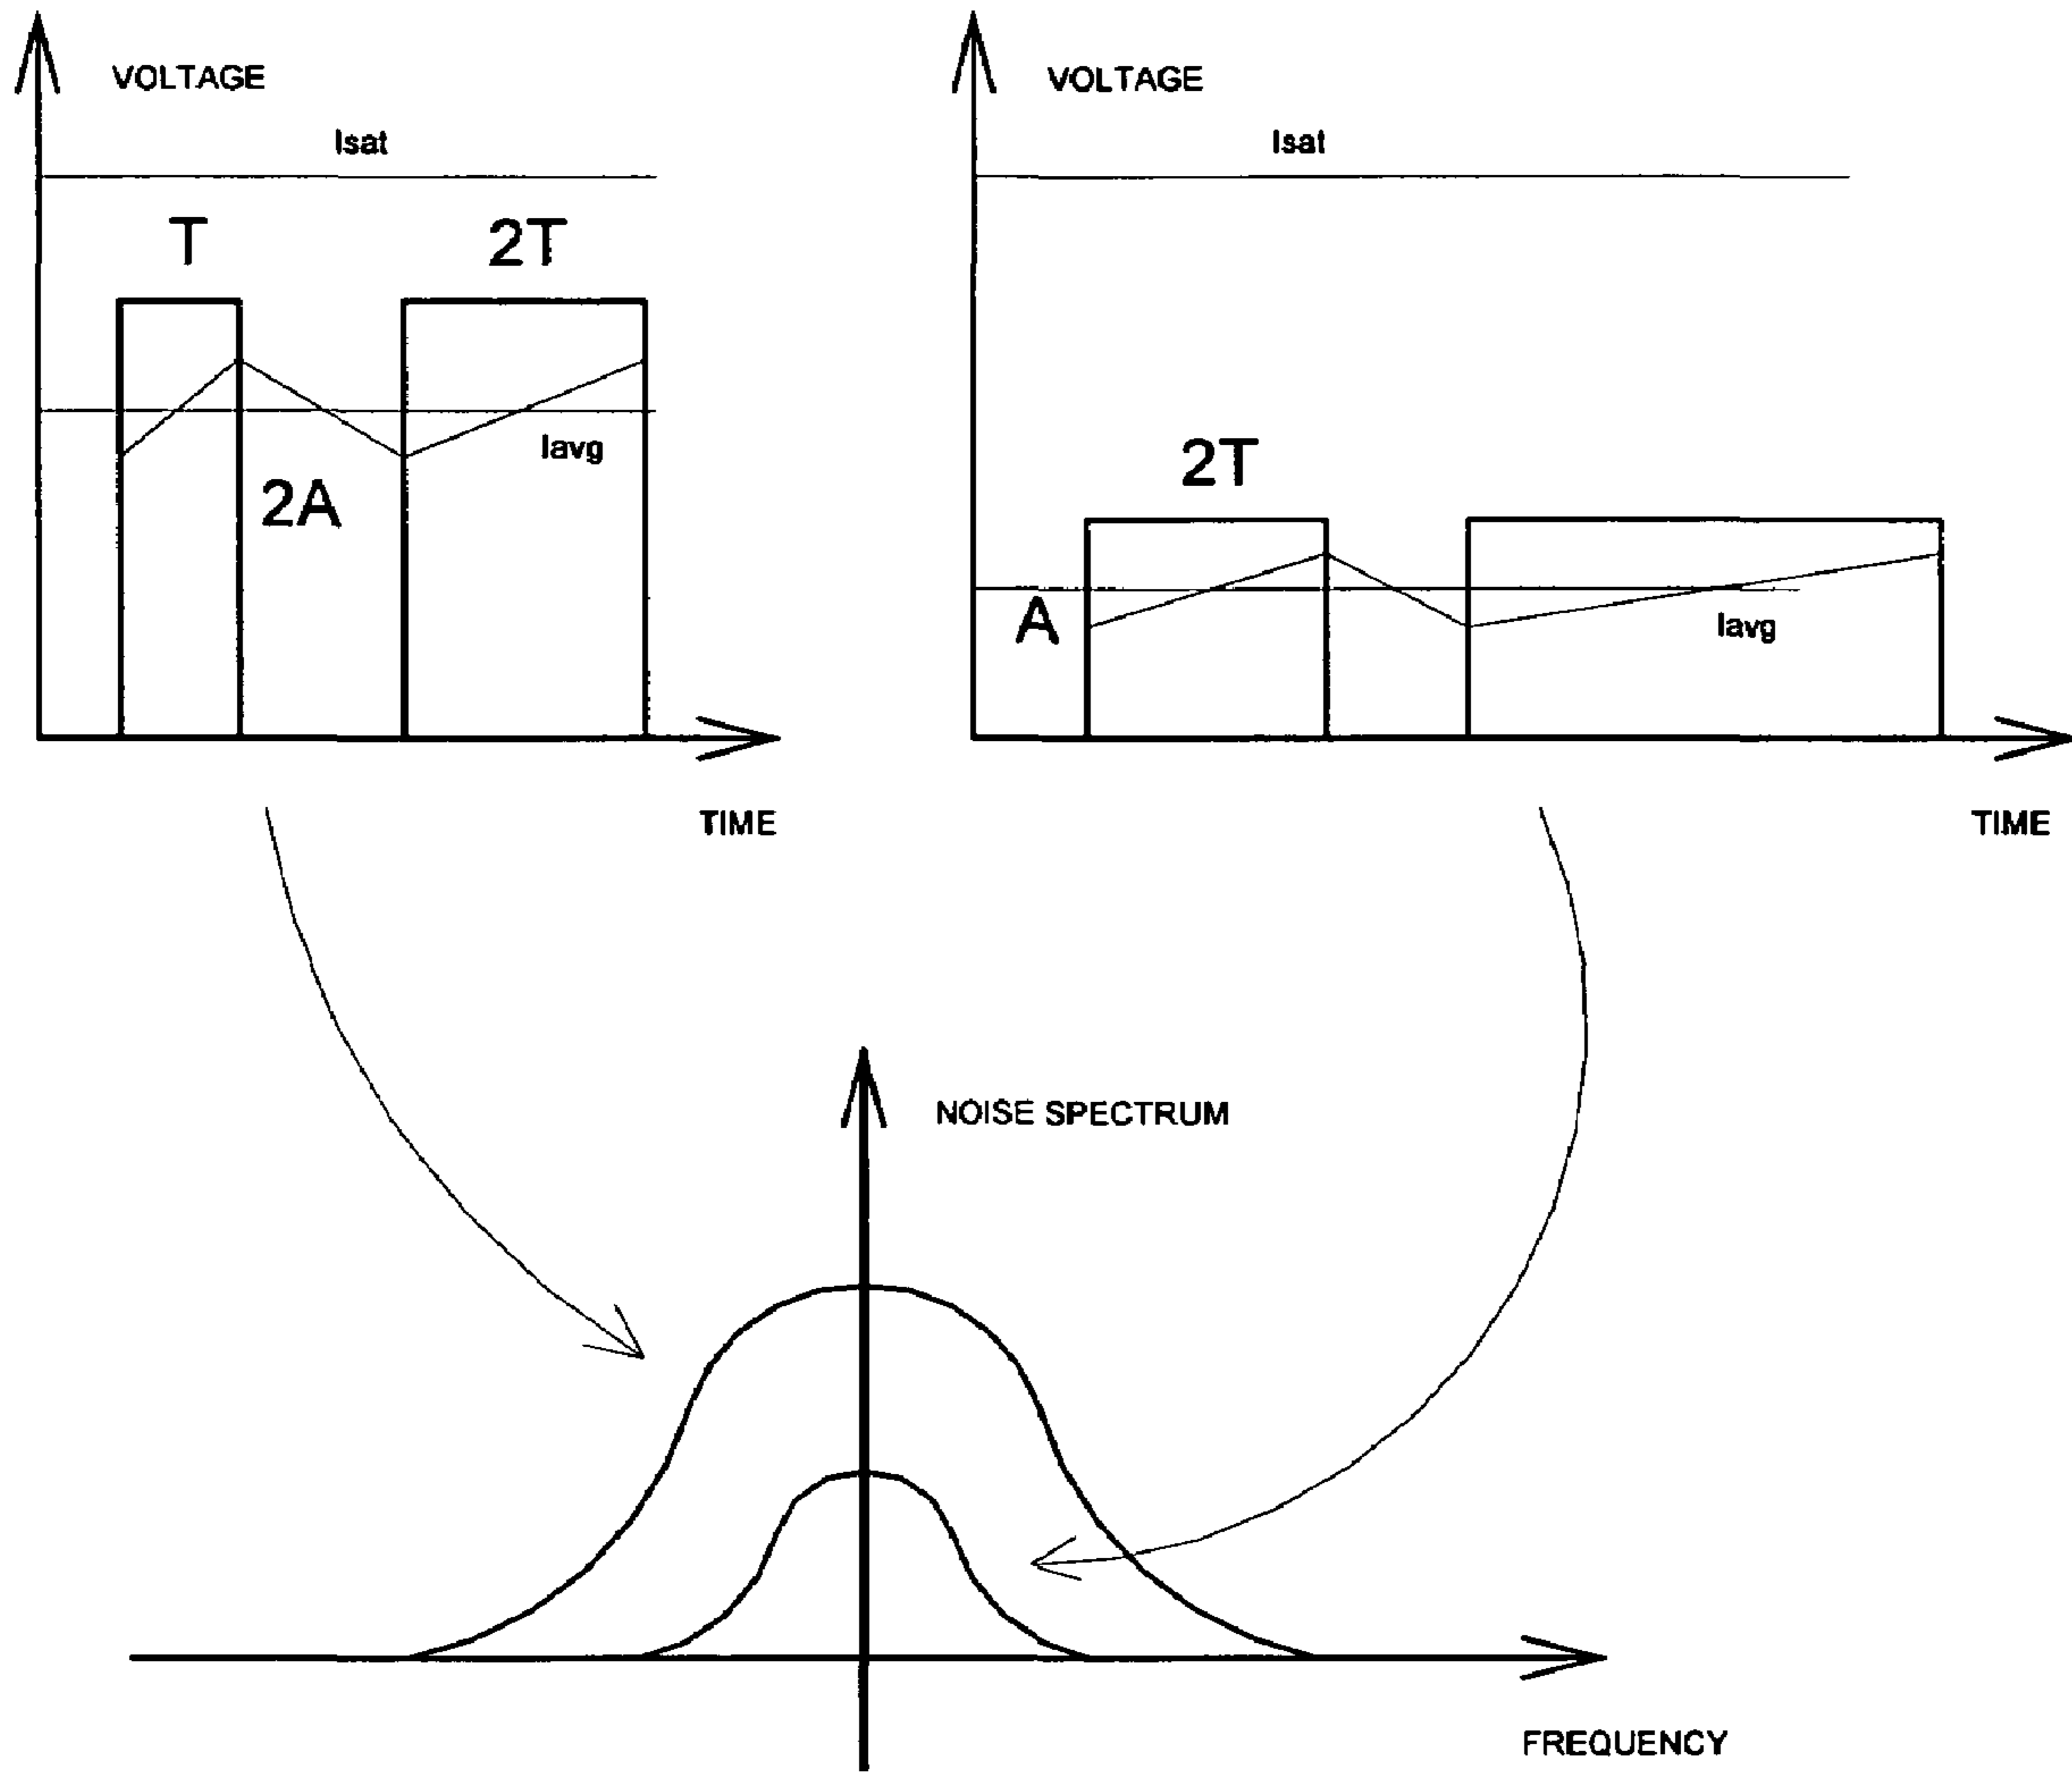 VOLTAGE
Isat
T
2T
2A
Iavg
TIME
VOLTAGE
Isat
2T
A
Iavg
TIME
NOISE SPECTRUM
FREQUENCY